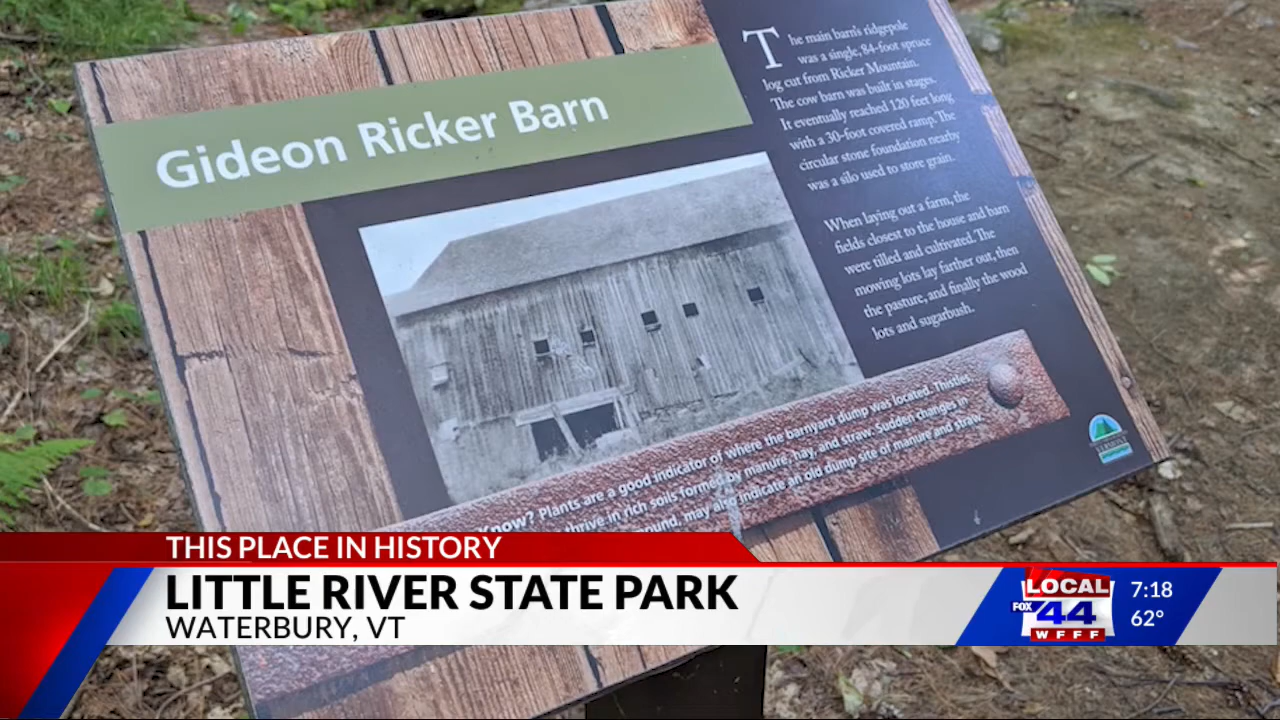 Gideon Ricker Barn
The main barn's ridgepole
was a single, 84-foot spruce
log cut from Ricker Mountain.
The cow barn was built in stages.
It eventually reached 120 feet long
with a 30-foot covered ramp. The
circular stone foundation nearby
was a silo used to store grain.
When laying out a farm, the
fields closest to the house and barn
were tilled and cultivated. The
mowing lots lay farther out, then
the pasture, and finally the wood
lots and sugarbush.
Know? Plants are a good indicator of where the barnyard dump was located. Thistles
thrive in rich soils formed by manure, hay, and straw. Sudden changes in
may also indicate an old dump site of manure and straw.
VERMONT
THIS PLACE IN HISTORY
LITTLE RIVER STATE PARK
WATERBURY, VT
LOCAL
FOX 44
WFFF
7:18
62°